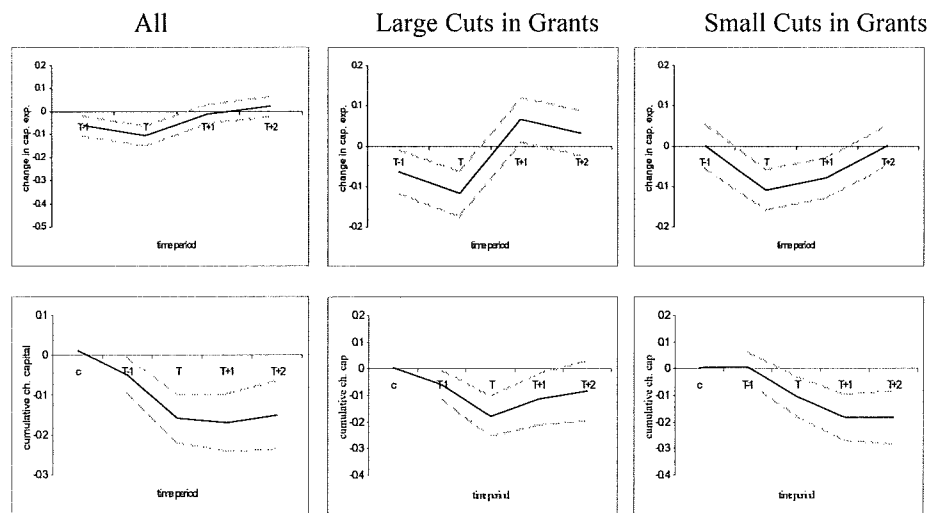 All
Large Cuts in Grants
Small Cuts in Grants
0.2
0.1
0
-0.1
-0.2
-0.3
-0.4
-0.5
change in cap. exp.
T-1
T
T+1
T+2
time period
0.2
0.1
0
-0.1
-0.2
change in cap. exp.
T-1
T
T+1
T+2
time period
0.2
0.1
0
-0.1
-0.2
change in cap. exp.
T-1
T
T+1
T+2
time period
0.1
0
-0.1
-0.2
-0.3
cumulative ch. capital
c
T-1
T
T+1
T+2
time period
0.2
0.1
0
-0.1
-0.2
-0.3
-0.4
cumulative ch. cap
c
T-1
T
T+1
T+2
time period
0.2
0.1
0
-0.1
-0.2
-0.3
-0.4
cumulative ch. cap
c
T-1
T
T+1
T+2
time period